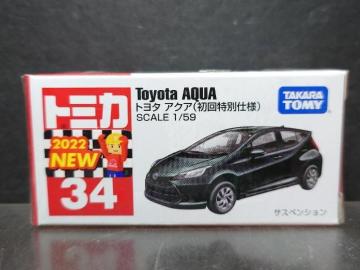 トミカ
2022
NEW
34
Toyota AQUA
トヨタ アクア(初回特別仕様)
SCALE 1/59
TAKARA
TOMY
サスペンション